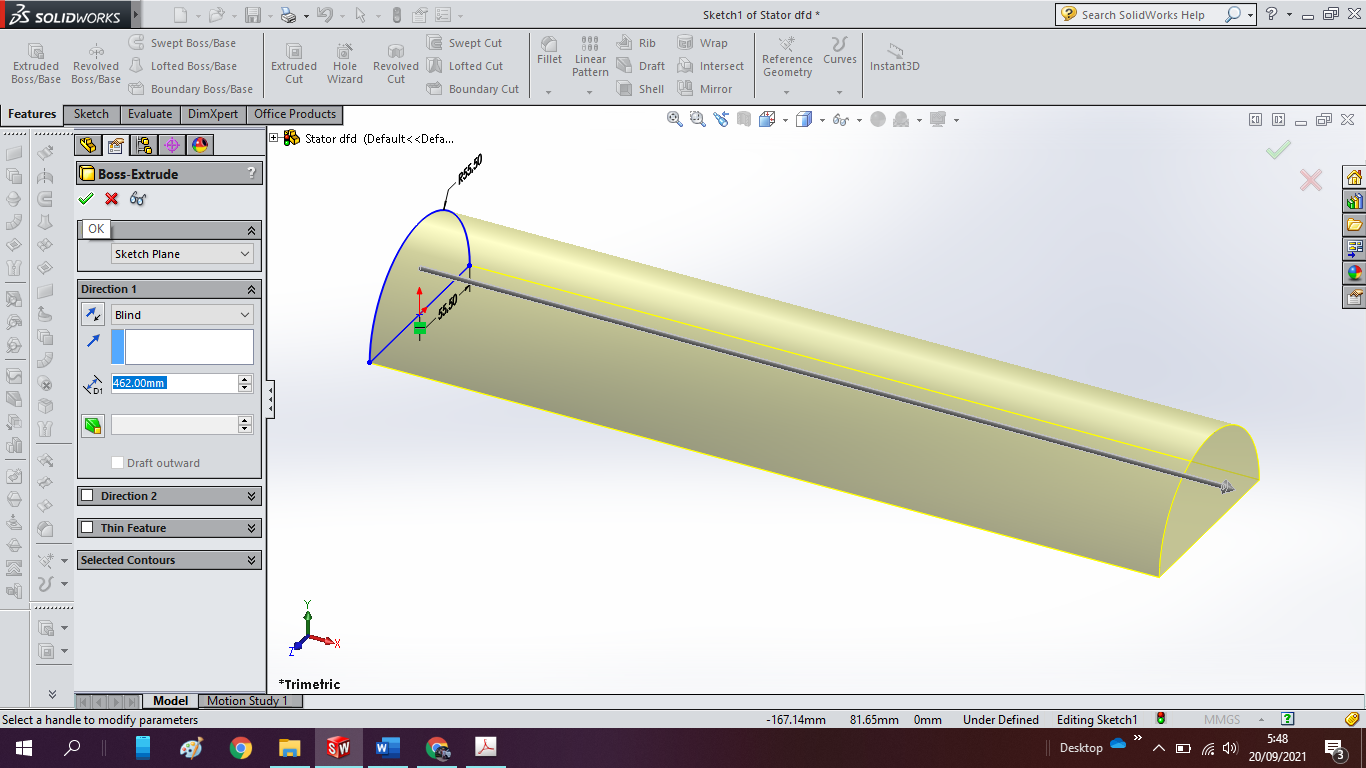 SOLIDWORKS
Sketch1 of Stator dfd *
Search SolidWorks Help
?
Extruded Boss/Base
Revolved Boss/Base
Swept Boss/Base
Lofted Boss/Base
Boundary Boss/Base
Extruded Cut
Hole Wizard
Revolved Cut
Swept Cut
Lofted Cut
Boundary Cut
Fillet
Linear Pattern
Rib
Draft
Shell
Wrap
Intersect
Mirror
Reference Geometry
Curves
Instant3D
Features
Sketch
Evaluate
DimXpert
Office Products
Stator dfd (Default<<Defa...
Boss-Extrude
?
OK
Sketch Plane
Direction 1
Blind
D1
462.00mm
Draft outward
Direction 2
Thin Feature
Selected Contours
R55,50
55,50
Y
X
Z
*Trimetric
Model
Motion Study 1
Select a handle to modify parameters
-167.14mm
81.65mm
0mm
Under Defined
Editing Sketch1
MMGS
?
SW
W
Desktop
5:48
20/09/2021
3